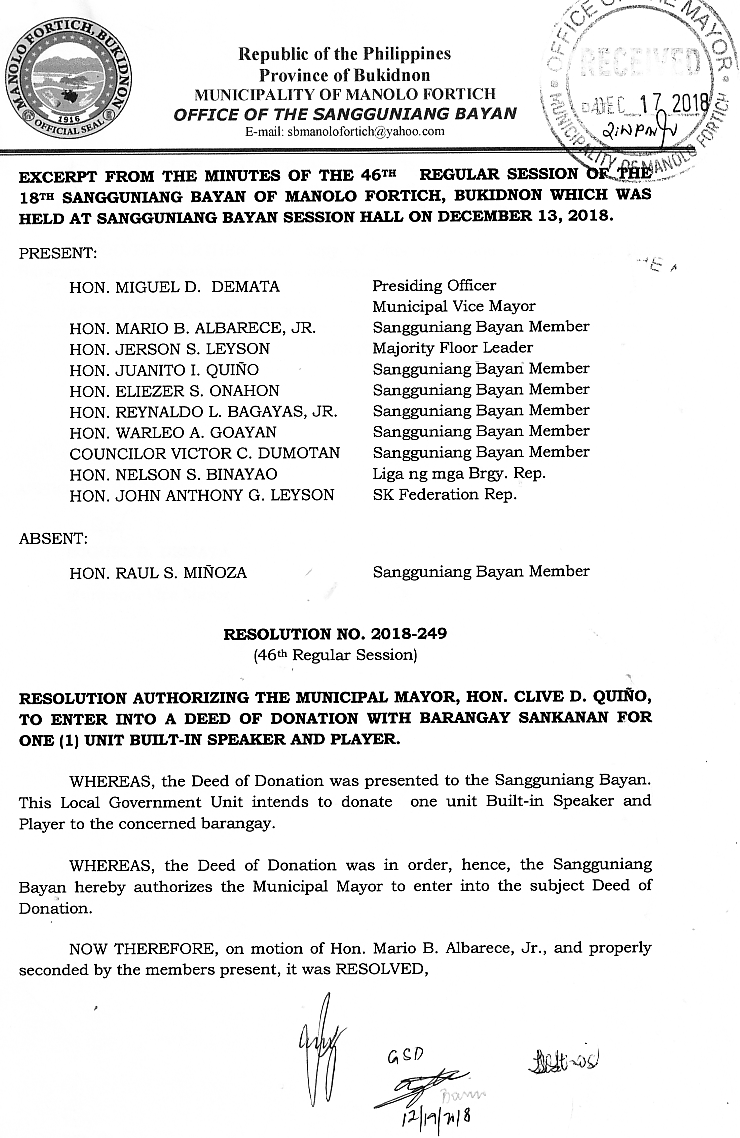 MANOLO FORTICH, BUKIDNON
1916
OFFICIAL SEAL
Republic of the Philippines
Province of Bukidnon
MUNICIPALITY OF MANOLO FORTICH
OFFICE OF THE SANGGUNIANG BAYAN
E-mail: sbmanolofortich@yahoo.com
OFFICE OF THE MAYOR
RECEIVED
DEC 17 2018
MUNICIPALITY OF MANOLO FORTICH
EXCERPT FROM THE MINUTES OF THE 46TH REGULAR SESSION OF THE
18TH SANGGUNIANG BAYAN OF MANOLO FORTICH, BUKIDNON WHICH WAS
HELD AT SANGGUNIANG BAYAN SESSION HALL ON DECEMBER 13, 2018.
PRESENT:
HON. MIGUEL D. DEMATA Presiding Officer
Municipal Vice Mayor
HON. MARIO B. ALBARECE, JR. Sangguniang Bayan Member
HON. JERSON S. LEYSON Majority Floor Leader
HON. JUANITO I. QUIÑO Sangguniang Bayan Member
HON. ELIEZER S. ONAHON Sangguniang Bayan Member
HON. REYNALDO L. BAGAYAS, JR. Sangguniang Bayan Member
HON. WARLEO A. GOAYAN Sangguniang Bayan Member
COUNCILOR VICTOR C. DUMOTAN Sangguniang Bayan Member
HON. NELSON S. BINAYAO Liga ng mga Brgy. Rep.
HON. JOHN ANTHONY G. LEYSON SK Federation Rep.
ABSENT:
HON. RAUL S. MIÑOZA Sangguniang Bayan Member
RESOLUTION NO. 2018-249
(46th Regular Session)
RESOLUTION AUTHORIZING THE MUNICIPAL MAYOR, HON. CLIVE D. QUIÑO,
TO ENTER INTO A DEED OF DONATION WITH BARANGAY SANKANAN FOR
ONE (1) UNIT BUILT-IN SPEAKER AND PLAYER.
WHEREAS, the Deed of Donation was presented to the Sangguniang Bayan.
This Local Government Unit intends to donate one unit Built-in Speaker and
Player to the concerned barangay.
WHEREAS, the Deed of Donation was in order, hence, the Sangguniang
Bayan hereby authorizes the Municipal Mayor to enter into the subject Deed of
Donation.
NOW THEREFORE, on motion of Hon. Mario B. Albarece, Jr., and properly
seconded by the members present, it was RESOLVED,
GSD
12/19/2018